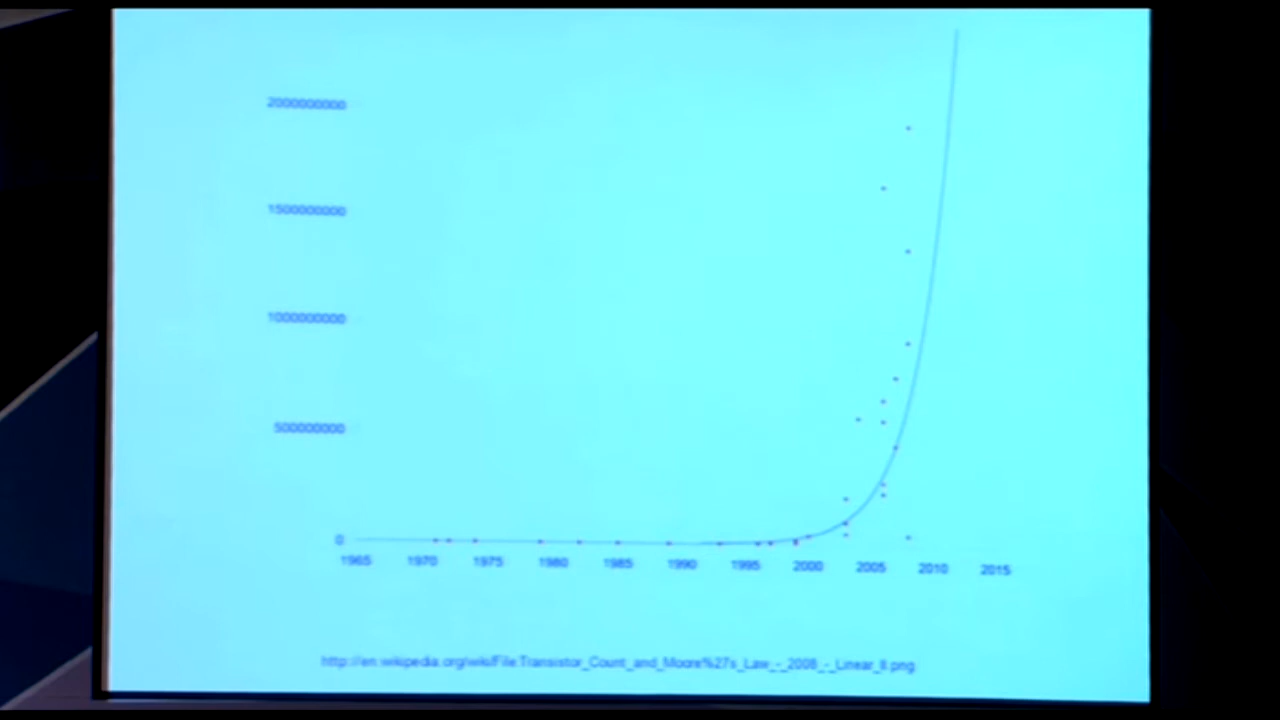 2000000000
1500000000
1000000000
500000000
0
1965 1970 1975 1980 1985 1990 1995 2000 2005 2010 2015
http://en.wikipedia.org/wiki/File:Transistor_Count_and_Moore%27s_Law_-_2008_-_Linear_II.png